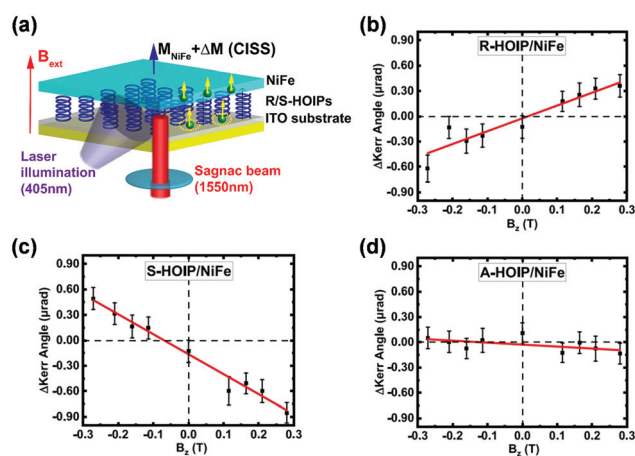 (a)
B_ext
M_NiFe+ΔM (CISS)
NiFe
R/S-HOIPs
ITO substrate
Laser
illumination
(405nm)
Sagnac beam
(1550nm)
(b)
R-HOIP/NiFe
ΔKerr Angle (μrad)
0.90
0.60
0.30
0.00
-0.30
-0.60
-0.90
-0.3 -0.2 -0.1 0.0 0.1 0.2 0.3
B_z (T)
(c)
S-HOIP/NiFe
ΔKerr Angle (μrad)
0.90
0.60
0.30
0.00
-0.30
-0.60
-0.90
-0.3 -0.2 -0.1 0.0 0.1 0.2 0.3
B_z (T)
(d)
A-HOIP/NiFe
ΔKerr Angle (μrad)
0.90
0.60
0.30
0.00
-0.30
-0.60
-0.90
-0.3 -0.2 -0.1 0.0 0.1 0.2 0.3
B_z (T)